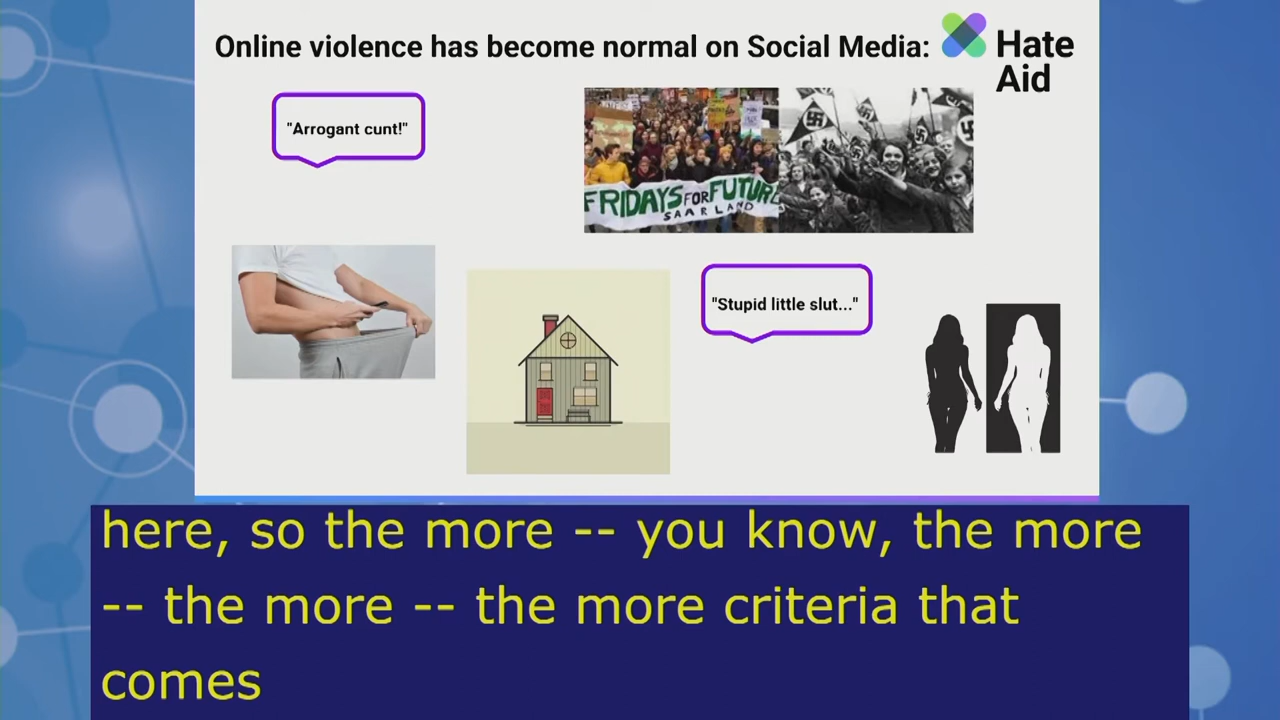 Online violence has become normal on Social Media:
Hate
Aid
"Arrogant cunt!"
FRIDAYS FOR FUTURE
SAARLAND
"Stupid little slut..."
here, so the more -- you know, the more
-- the more -- the more criteria that
comes